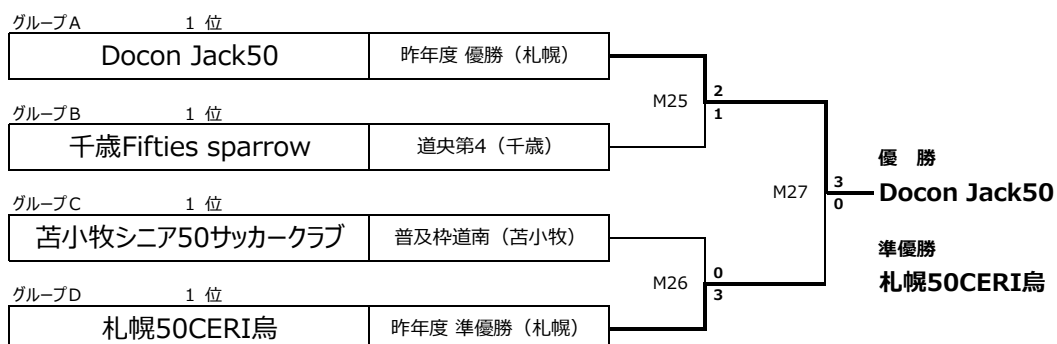 グループA 1 位
Docon Jack50 昨年度 優勝（札幌）
M25 2
1
グループB 1 位
千歳Fifties sparrow 道央第4（千歳）
優 勝
M27 3
0
Docon Jack50
グループC 1 位
苫小牧シニア50サッカークラブ 普及枠道南（苫小牧）
準優勝
M26 0
3
札幌50CERI烏
グループD 1 位
札幌50CERI烏 昨年度 準優勝（札幌）